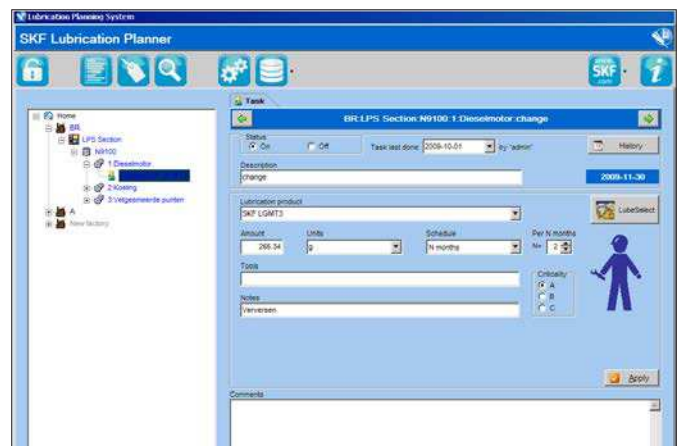 Lubrication Planning System
SKF Lubrication Planner
www.
SKF
.com
Task
Home
BR:
LPS Section
N9100
1:Dieselmotor
2:Koeling
3:Vetgesmeerde punten
A
New factory
BR:LPS Section:N9100:1:Dieselmotor:change
Status
On
Off
Task last done
2009-10-01
by 'admin'
History
Description
change
2009-11-30
Lubrication product
SKF LGMT3
LubeSelect
Amount
Units
Schedule
Per N months
266.34
g
N months
N=
2
Tools
Criticality
A
B
C
Notes
Verversen
Apply
Comments